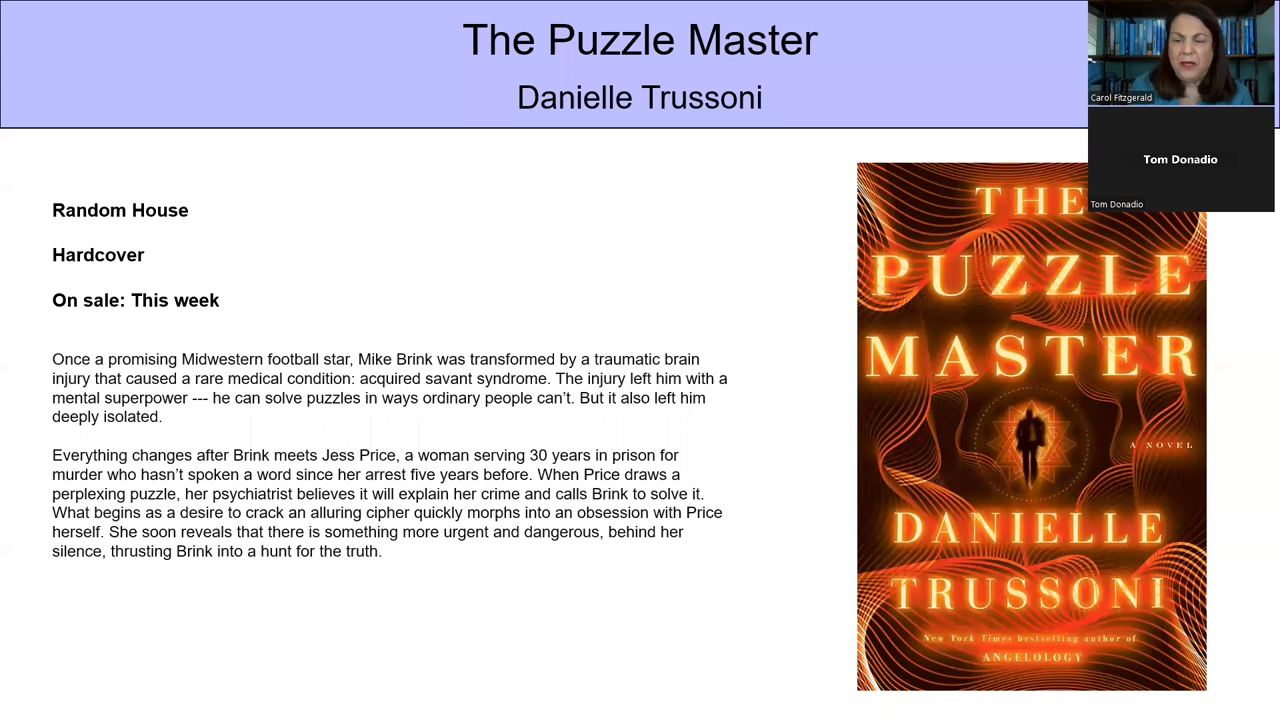 The Puzzle Master
Danielle Trussoni
Carol Fitzgerald
Tom Donadio
Tom Donadio
Random House
Hardcover
On sale: This week
Once a promising Midwestern football star, Mike Brink was transformed by a traumatic brain
injury that caused a rare medical condition: acquired savant syndrome. The injury left him with a
mental superpower --- he can solve puzzles in ways ordinary people can’t. But it also left him
deeply isolated.
Everything changes after Brink meets Jess Price, a woman serving 30 years in prison for
murder who hasn’t spoken a word since her arrest five years before. When Price draws a
perplexing puzzle, her psychiatrist believes it will explain her crime and calls Brink to solve it.
What begins as a desire to crack an alluring cipher quickly morphs into an obsession with Price
herself. She soon reveals that there is something more urgent and dangerous, behind her
silence, thrusting Brink into a hunt for the truth.
THE
PUZZLE
MASTER
A NOVEL
DANIELLE
TRUSSONI
New York Times bestselling author of
ANGELOLOGY